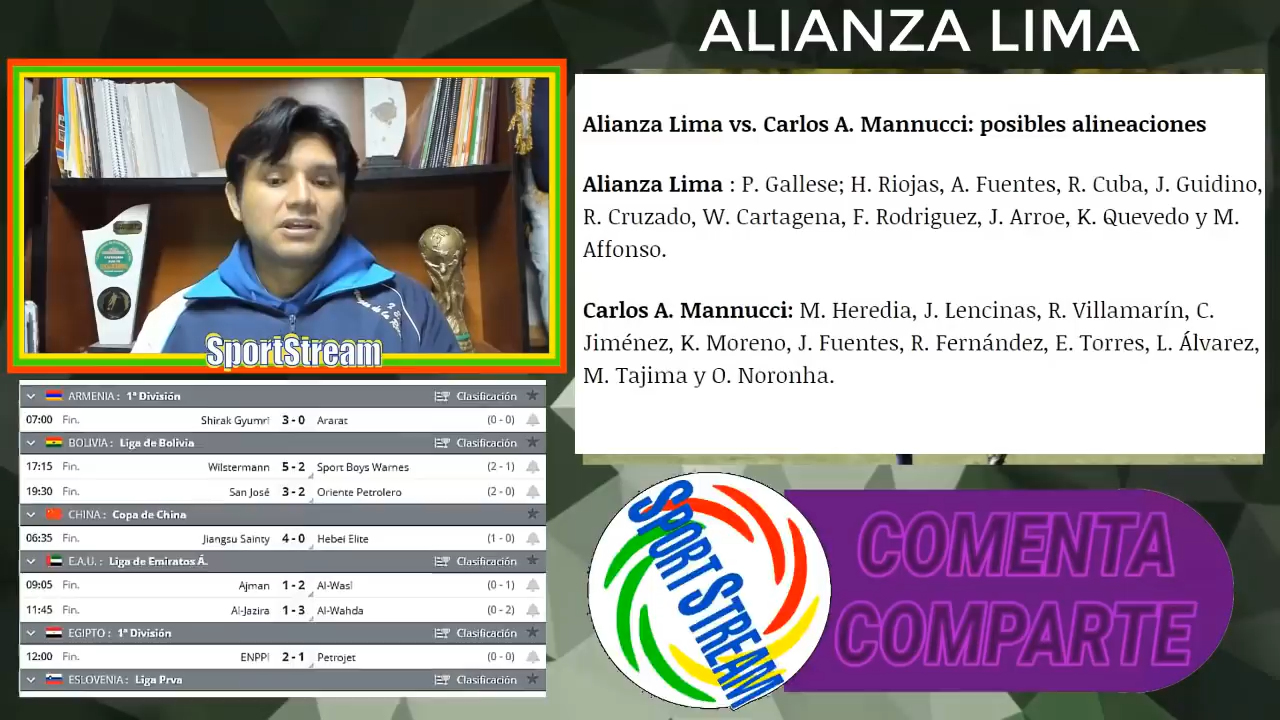 ALIANZA LIMA
Alianza Lima vs. Carlos A. Mannucci: posibles alineaciones
Alianza Lima : P. Gallese; H. Riojas, A. Fuentes, R. Cuba, J. Guidino,
R. Cruzado, W. Cartagena, F. Rodriguez, J. Arroe, K. Quevedo y M.
Affonso.
Carlos A. Mannucci: M. Heredia, J. Lencinas, R. Villamarín, C.
Jiménez, K. Moreno, J. Fuentes, R. Fernández, E. Torres, L. Álvarez,
M. Tajima y O. Noronha.
SportStream
ARMENIA : 1ª División Clasificación
07:00 Fin. Shirak Gyumri 3 - 0 Ararat (0 - 0)
BOLIVIA : Liga de Bolivia Clasificación
17:15 Fin. Wilstermann 5 - 2 Sport Boys Warnes (2 - 1)
19:30 Fin. San José 3 - 2 Oriente Petrolero (2 - 0)
CHINA : Copa de China
06:35 Fin. Jiangsu Sainty 4 - 0 Hebei Elite (1 - 0)
E.A.U. : Liga de Emiratos Á. Clasificación
09:05 Fin. Ajman 1 - 2 Al-Wasl (0 - 1)
11:45 Fin. Al-Jazira 1 - 3 Al-Wahda (0 - 2)
EGIPTO : 1ª División Clasificación
12:00 Fin. ENPPI 2 - 1 Petrojet (0 - 0)
ESLOVENIA : Liga Prva Clasificación
SPORT STREAM
COMENTA
COMPARTE